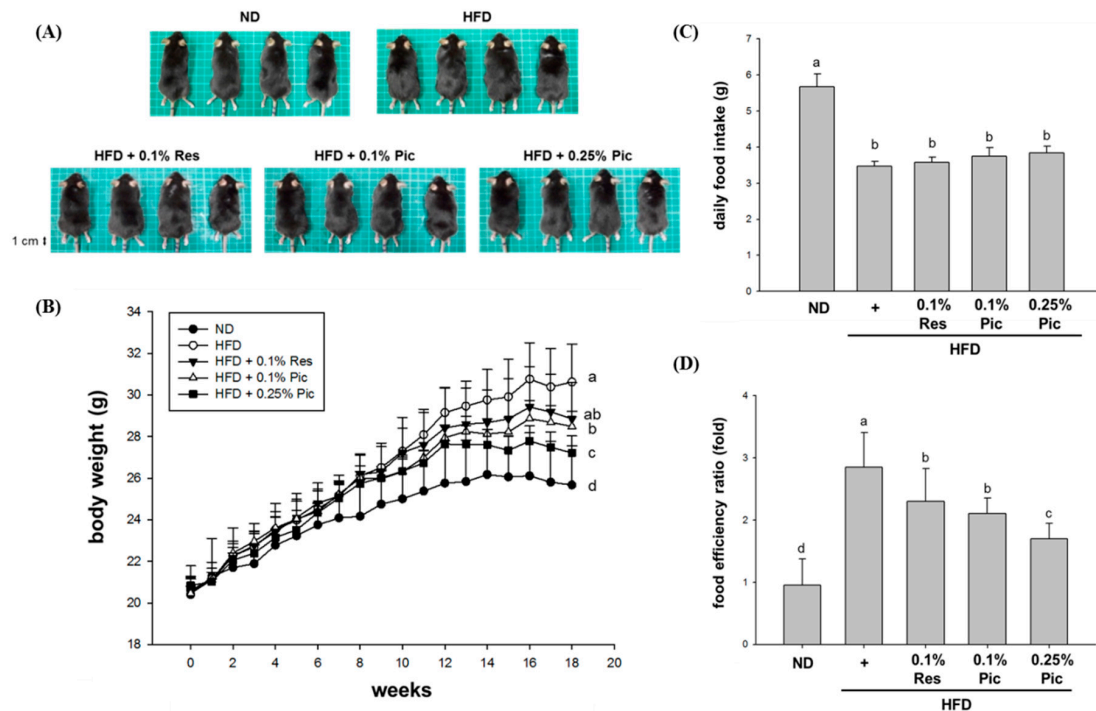 (A)
ND
HFD
HFD + 0.1% Res
HFD + 0.1% Pic
HFD + 0.25% Pic
1 cm
(B)
body weight (g)
34
32
30
28
26
24
22
20
18
ND
HFD
HFD + 0.1% Res
HFD + 0.1% Pic
HFD + 0.25% Pic
a
ab
b
c
d
0 2 4 6 8 10 12 14 16 18 20
weeks
(C)
daily food intake (g)
7
6
5
4
3
2
1
0
a b b b b
ND + 0.1% Res 0.1% Pic 0.25% Pic
HFD
(D)
food efficiency ratio (fold)
4
3
2
1
0
d a b b c
ND + 0.1% Res 0.1% Pic 0.25% Pic
HFD